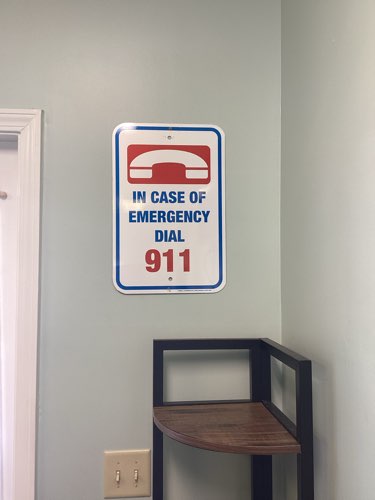 IN CASE OF
EMERGENCY
DIAL
911